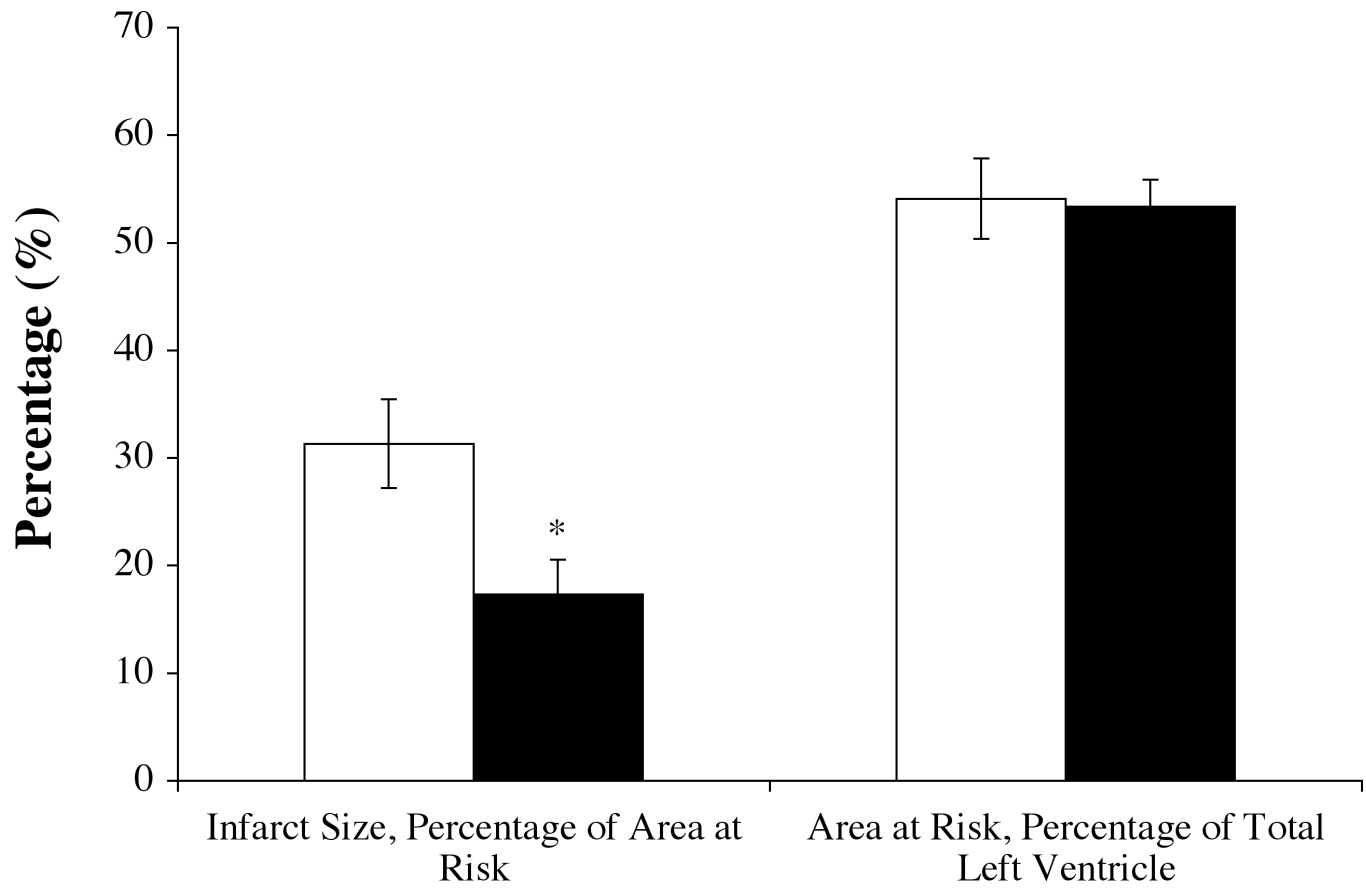 70
60
50
40
30
20
10
0
Percentage (%)
*
Infarct Size, Percentage of Area at
Risk
Area at Risk, Percentage of Total
Left Ventricle